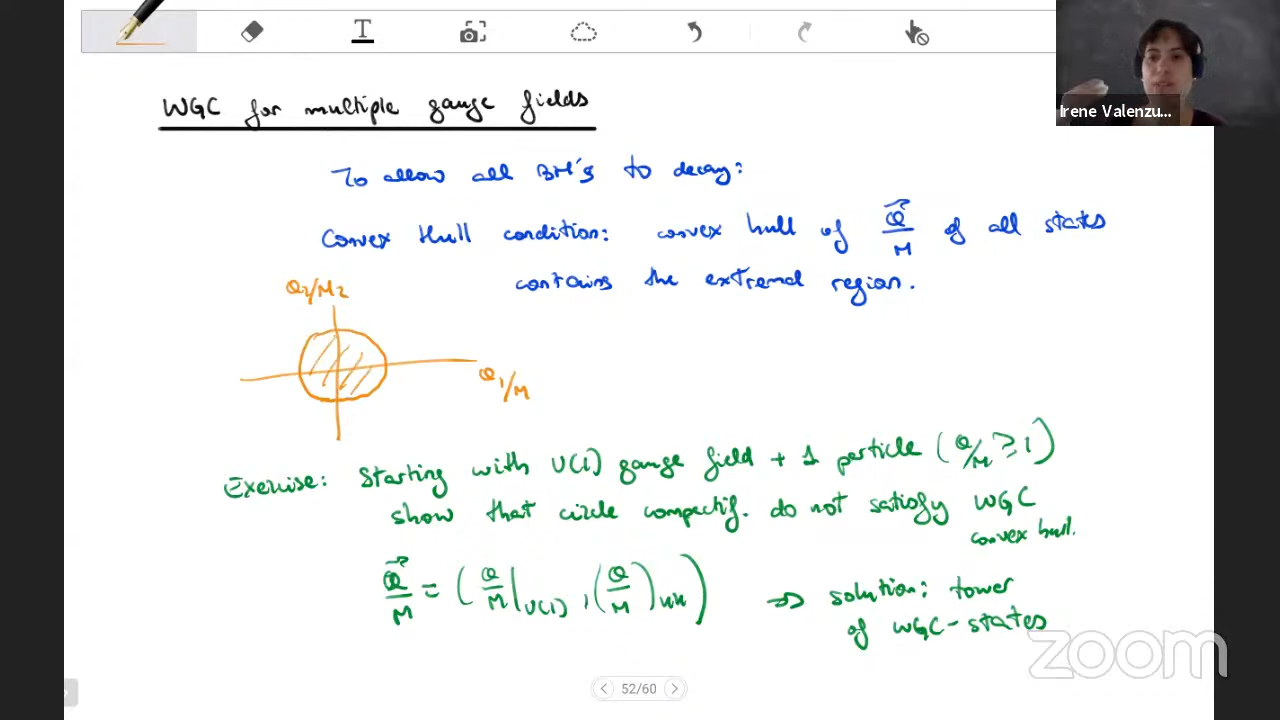 T
Irene Valenzu...
WGC for multiple gauge fields
To allow all BH's to decay:
Convex Hull condition: convex hull of Q⃗/M of all states
contains the extremal region.
Q2/M2
Q1/M
Exercise: Starting with U(1) gauge field + 1 particle (Q/M ≥ 1)
show that circle compactif. do not satisfy WGC
convex hull.
Q⃗/M = (Q/M|U(1), (Q/M)KK) ⇒ solution: tower
of WGC-states
zoom
52/60